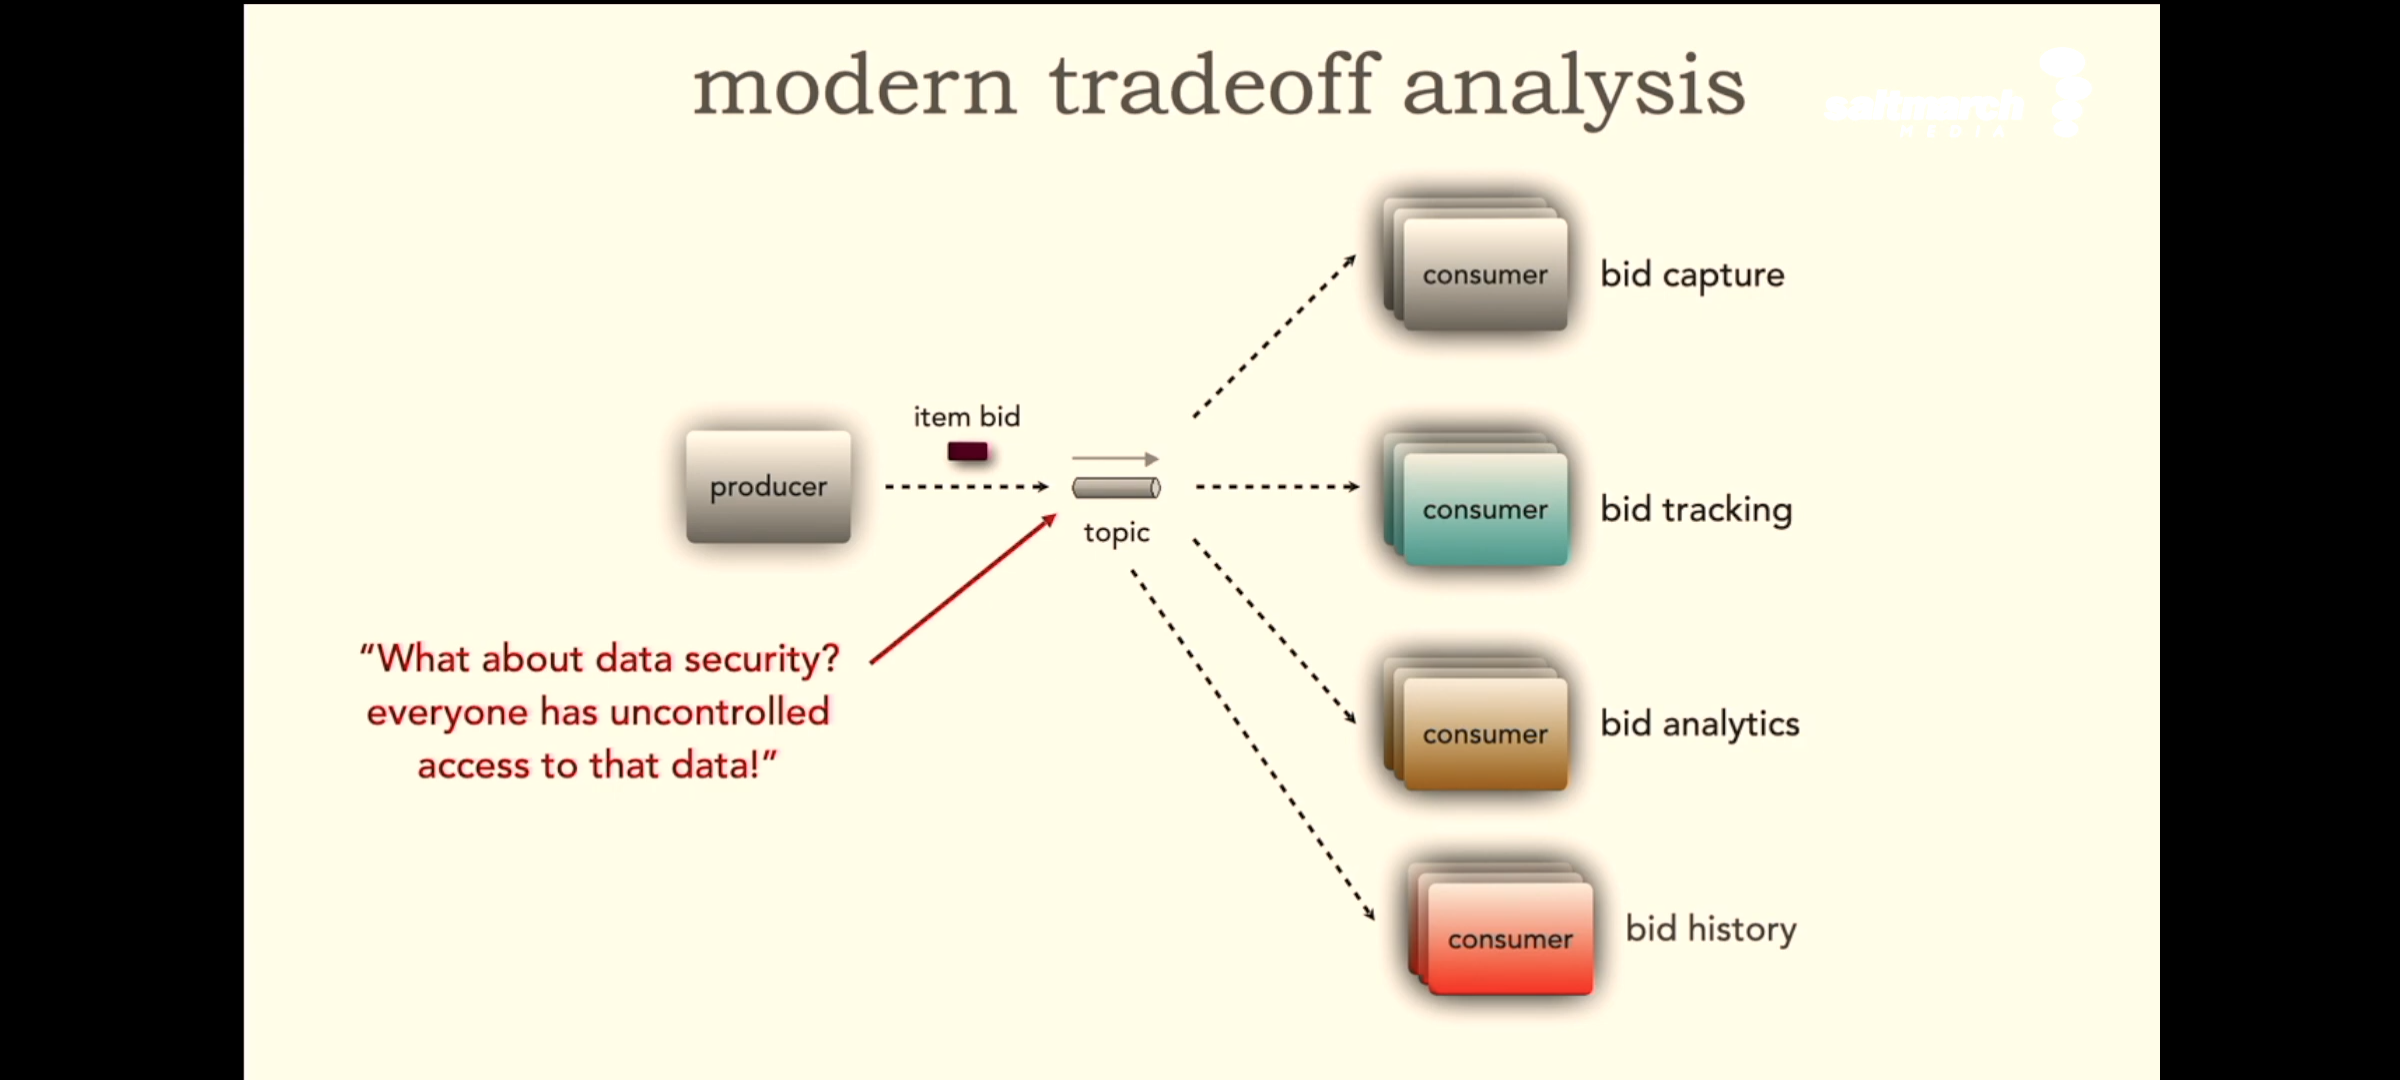 modern tradeoff analysis
saltmarch
MEDIA
consumer
bid capture
item bid
producer
topic
consumer
bid tracking
“What about data security?
everyone has uncontrolled
access to that data!”
consumer
bid analytics
consumer
bid history